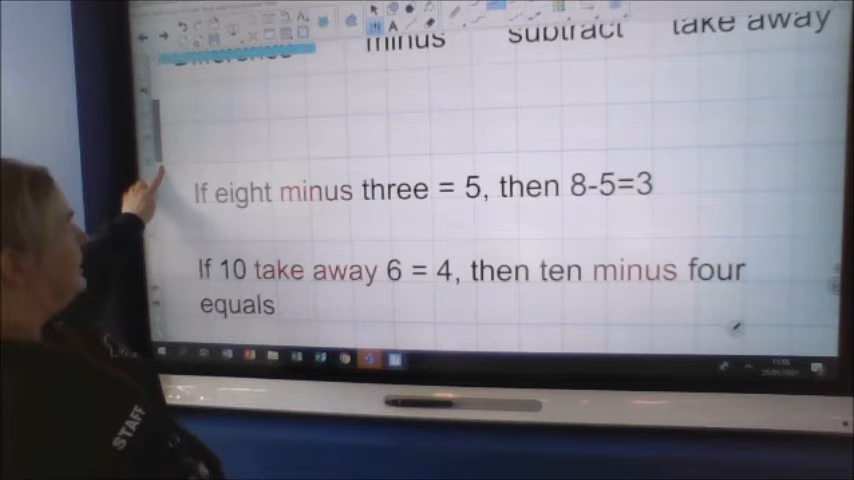 Difference minus subtract take away
If eight minus three = 5, then 8-5=3
If 10 take away 6 = 4, then ten minus four
equals
STAFF